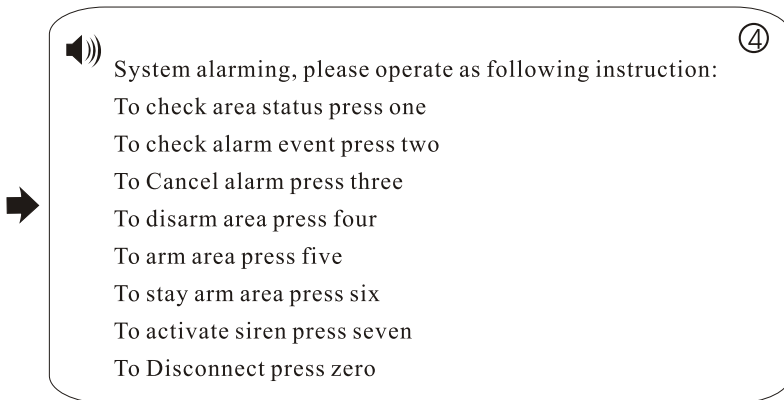 ④
System alarming, please operate as following instruction:
To check area status press one
To check alarm event press two
To Cancel alarm press three
To disarm area press four
To arm area press five
To stay arm area press six
To activate siren press seven
To Disconnect press zero